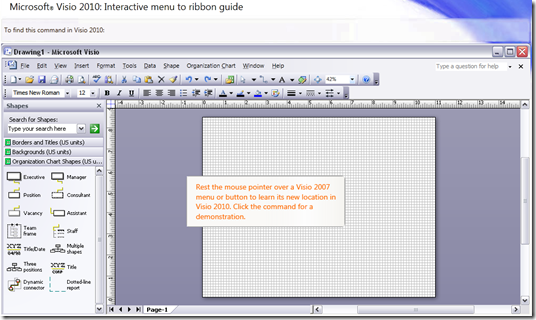 Microsoft® Visio 2010: Interactive menu to ribbon guide
To find this command in Visio 2010:
Drawing1 - Microsoft Visio
File Edit View Insert Format Tools Data Shape Organization Chart Window Help Type a question for help
42%
Times New Roman 12 B I U
Shapes
Search for Shapes:
Type your search here
Borders and Titles (US units)
Backgrounds (US units)
Organization Chart Shapes (US u...
Executive Manager
Position Consultant
Vacancy Assistant
Team frame Staff
Title/Date Multiple shapes
Three positions Title
Dynamic connector Dotted-line report
Rest the mouse pointer over a Visio 2007
menu or button to learn its new location in
Visio 2010. Click the command for a
demonstration.
Page-1